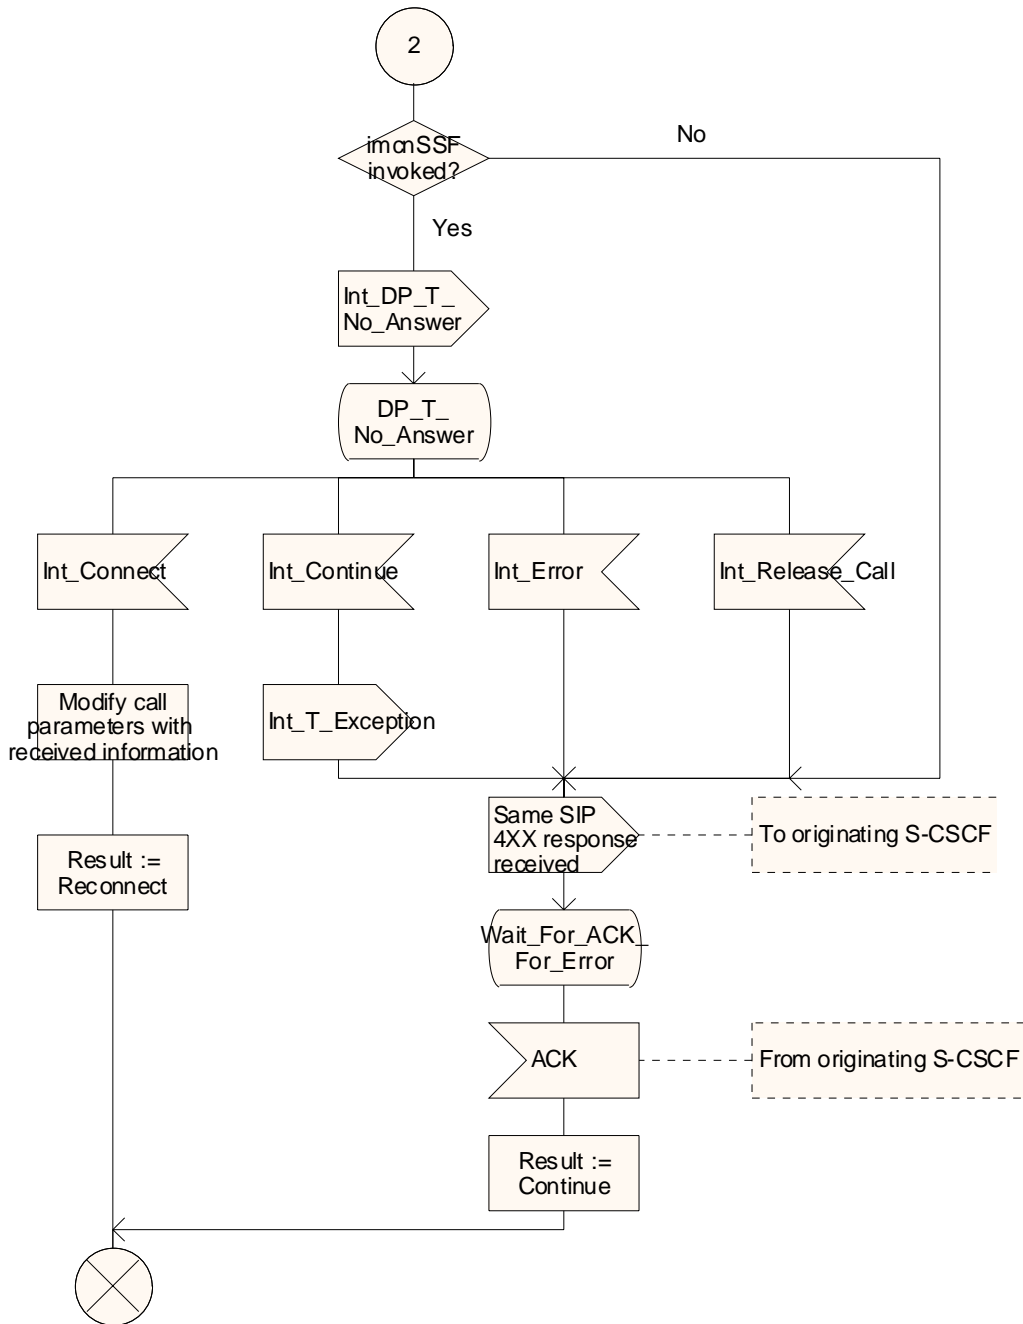 2
imcnSSF
invoked?
No
Yes
Int_DP_T_
No_Answer
DP_T_
No_Answer
Int_Connect
Int_Continue
Int_Error
Int_Release_Call
Modify call
parameters with
received information
Int_T_Exception
Same SIP
4XX response
received
To originating S-CSCF
Result :=
Reconnect
Wait_For_ACK_
For_Error
ACK
From originating S-CSCF
Result :=
Continue